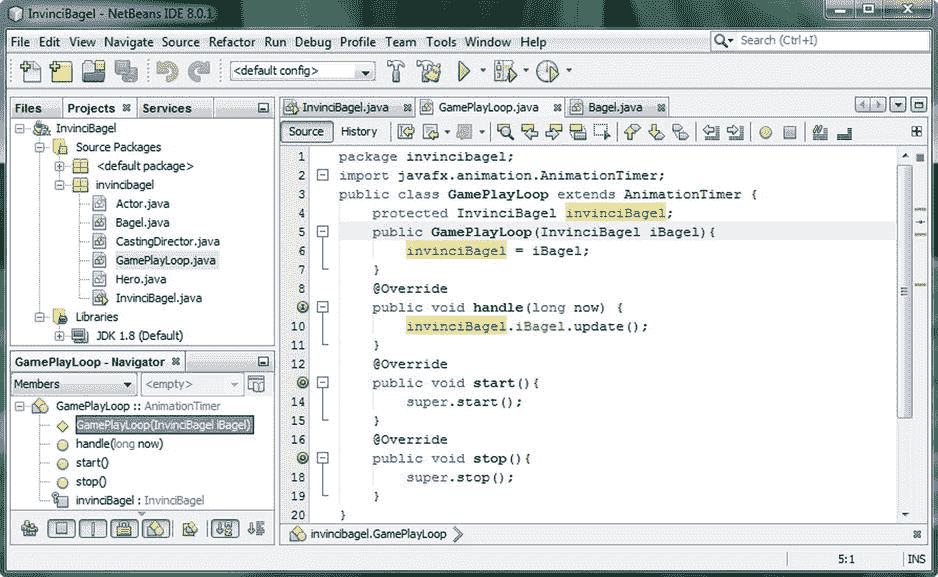 InvinciBagel - NetBeans IDE 8.0.1
File Edit View Navigate Source Refactor Run Debug Profile Team Tools Window Help
Search (Ctrl+I)
<default config>
Files Projects Services
InvinciBagel
Source Packages
<default package>
invincibagel
Actor.java
Bagel.java
CastingDirector.java
GamePlayLoop.java
Hero.java
InvinciBagel.java
Libraries
JDK 1.8 (Default)
GamePlayLoop - Navigator
Members <empty>
GamePlayLoop :: AnimationTimer
GamePlayLoop(InvinciBagel iBagel)
handle(long now)
start()
stop()
invinciBagel : InvinciBagel
InvinciBagel.java GamePlayLoop.java Bagel.java
Source History
1 package invincibagel;
2 import javafx.animation.AnimationTimer;
3 public class GamePlayLoop extends AnimationTimer {
4 protected InvinciBagel invinciBagel;
5 public GamePlayLoop(InvinciBagel iBagel){
6 invinciBagel = iBagel;
7 }
8 @Override
public void handle(long now) {
10 invinciBagel.iBagel.update();
11 }
12 @Override
public void start(){
14 super.start();
15 }
16 @Override
public void stop(){
18 super.stop();
19 }
20 }
invincibagel.GamePlayLoop
5:1 INS